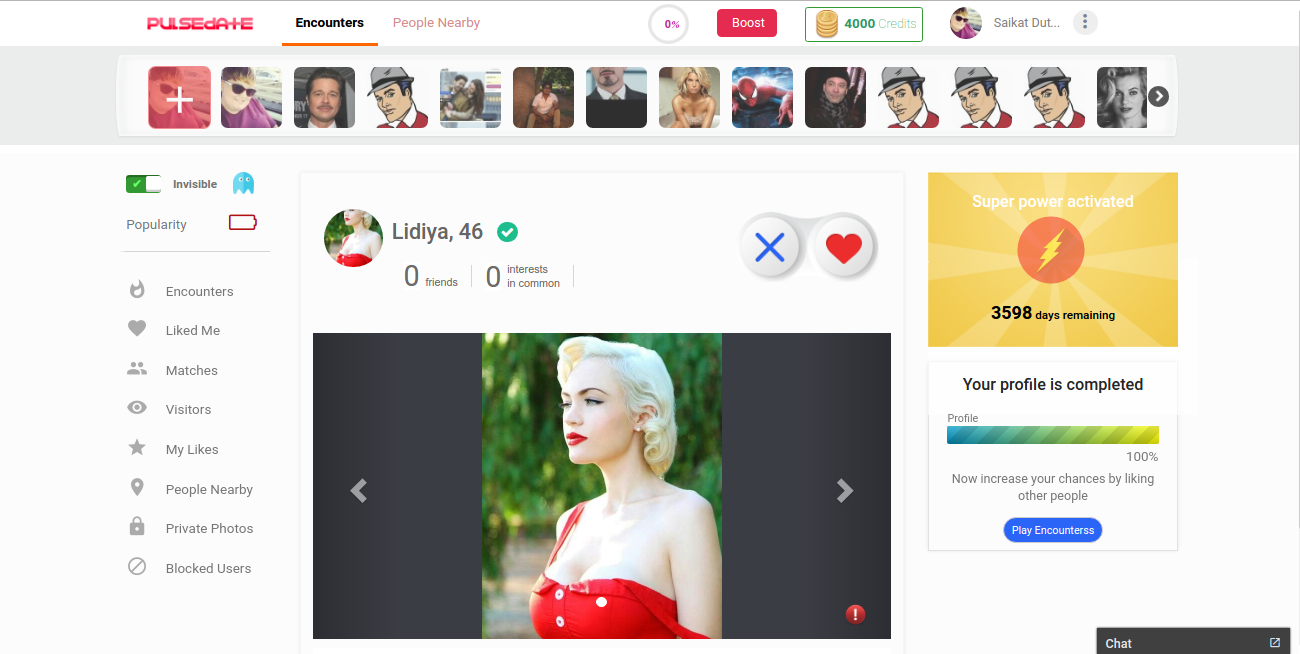 PULSEDATE
Encounters
People Nearby
0%
Boost
4000 Credits
Saikat Dut...
Invisible
Popularity
Encounters
Liked Me
Matches
Visitors
My Likes
People Nearby
Private Photos
Blocked Users
Lidiya, 46
0 friends
0 interests
in common
Super power activated
3598 days remaining
Your profile is completed
Profile
100%
Now increase your chances by liking
other people
Play Encounterss
Chat